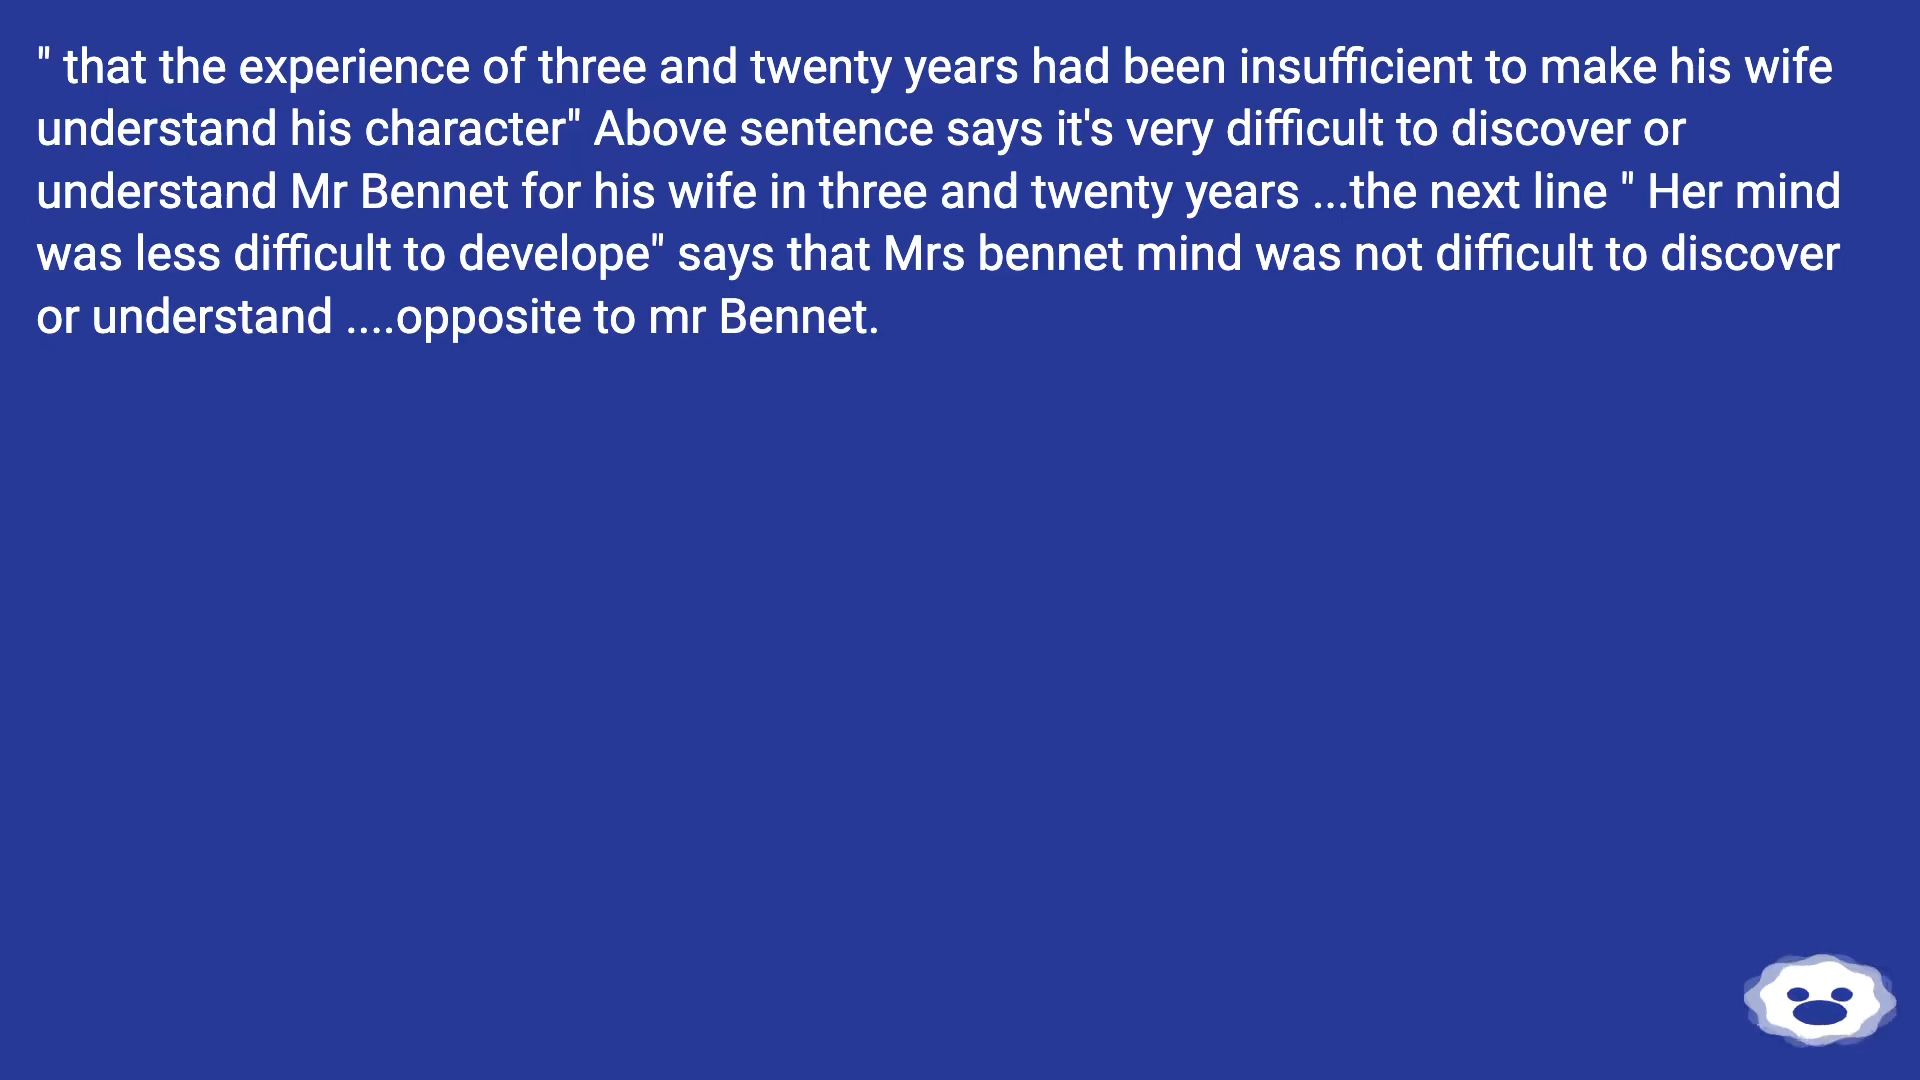 " that the experience of three and twenty years had been insufficient to make his wife
understand his character" Above sentence says it's very difficult to discover or
understand Mr Bennet for his wife in three and twenty years ...the next line " Her mind
was less difficult to develope" says that Mrs bennet mind was not difficult to discover
or understand ....opposite to mr Bennet.